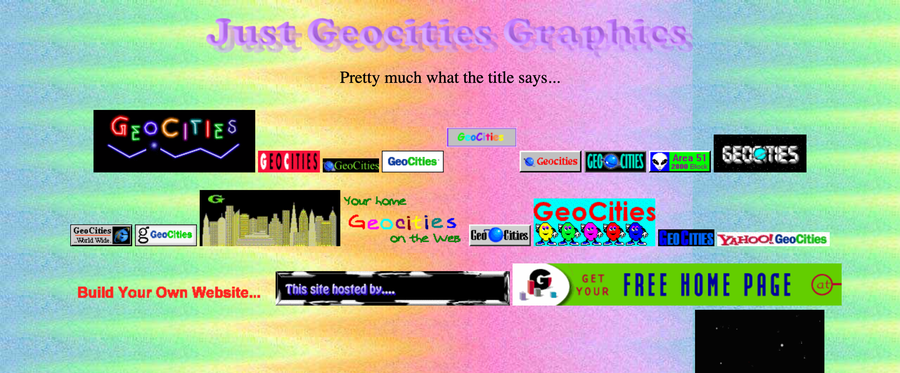 Just Geocities Graphics
Pretty much what the title says...
GEOCITIES
GEOCITIES
GeoCities
GeoCities
GeoCities
Geocities
GEOCITIES
Area 51
2600 Block
GEOCITIES
GeoCities
...World Wide.
g GeoCities
G
Your home
Geocities
on the Web
GeoCities
GeoCities
GEOCITIES
YAHOO! GeoCities
Build Your Own Website...
This site hosted by....
G
GET YOUR FREE HOME PAGE at